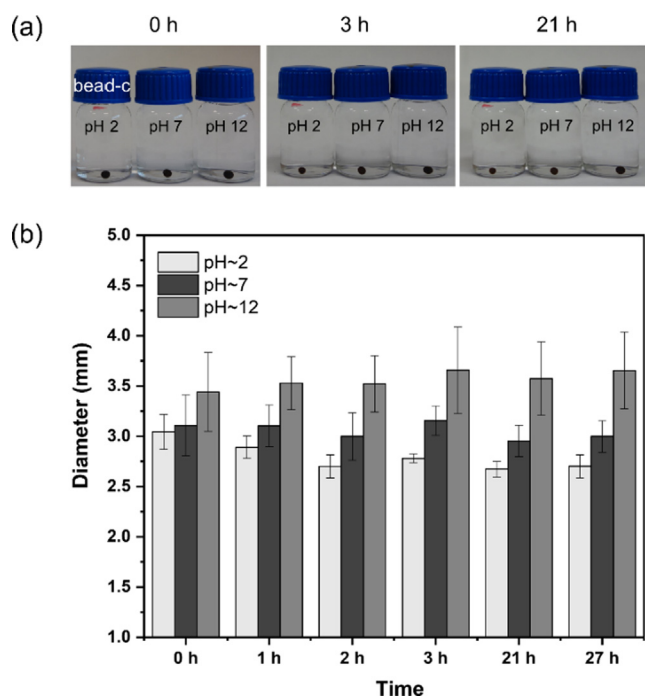 (a)
0 h 3 h 21 h
bead-c
pH 2 pH 7 pH 12 pH 2 pH 7 pH 12 pH 2 pH 7 pH 12
(b)
5.0
4.5
4.0
3.5
3.0
2.5
2.0
1.5
1.0
Diameter (mm)
pH~2
pH~7
pH~12
0 h 1 h 2 h 3 h 21 h 27 h
Time